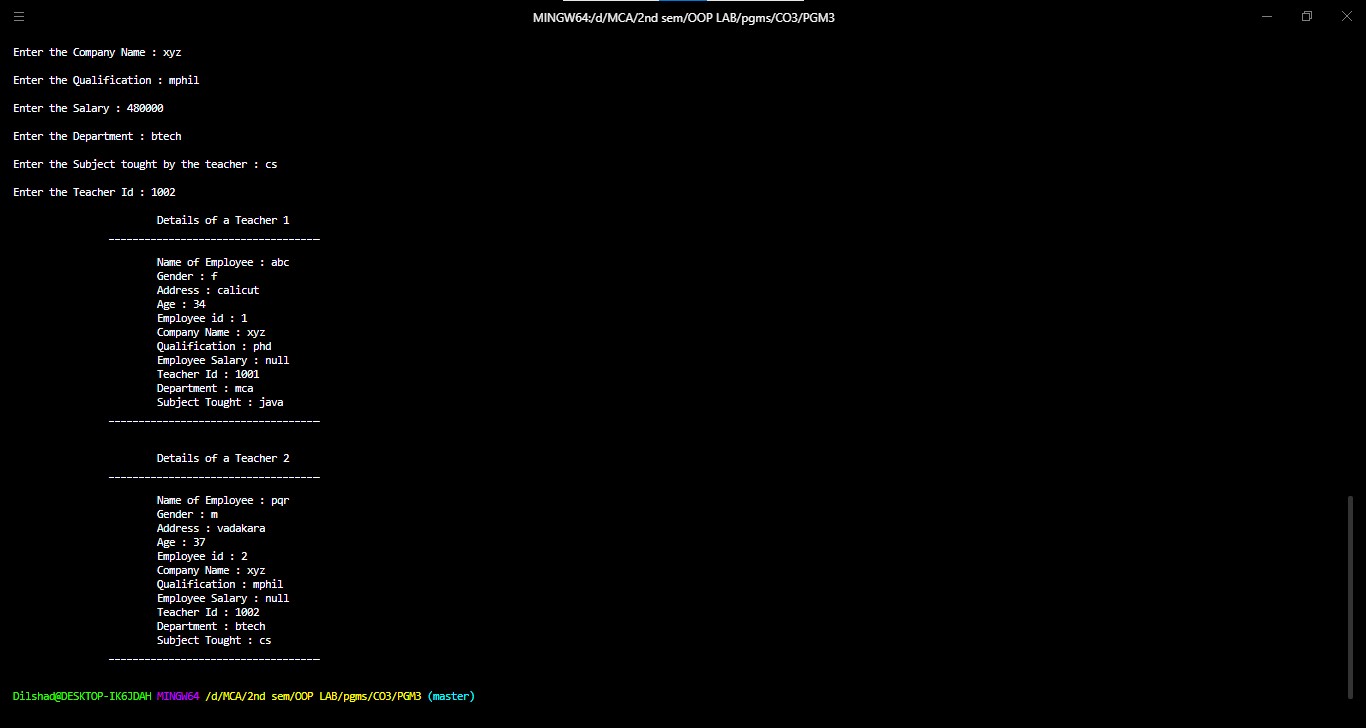 MINGW64:/d/MCA/2nd sem/OOP LAB/pgms/CO3/PGM3
Enter the Company Name : xyz
Enter the Qualification : mphil
Enter the Salary : 480000
Enter the Department : btech
Enter the Subject tought by the teacher : cs
Enter the Teacher Id : 1002
Details of a Teacher 1
-----------------------------------
Name of Employee : abc
Gender : f
Address : calicut
Age : 34
Employee id : 1
Company Name : xyz
Qualification : phd
Employee Salary : null
Teacher Id : 1001
Department : mca
Subject Tought : java
-----------------------------------
Details of a Teacher 2
-----------------------------------
Name of Employee : pqr
Gender : m
Address : vadakara
Age : 37
Employee id : 2
Company Name : xyz
Qualification : mphil
Employee Salary : null
Teacher Id : 1002
Department : btech
Subject Tought : cs
-----------------------------------
Dilshad@DESKTOP-IK6JDAH MINGW64 /d/MCA/2nd sem/OOP LAB/pgms/CO3/PGM3 (master)